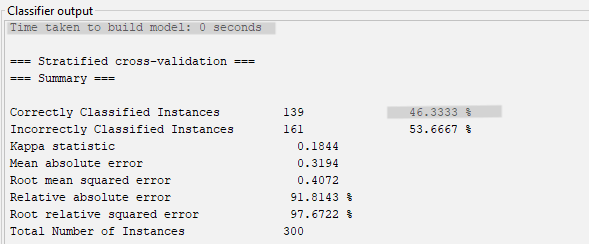 Classifier output
Time taken to build model: 0 seconds
=== Stratified cross-validation ===
=== Summary ===
Correctly Classified Instances 139 46.3333 %
Incorrectly Classified Instances 161 53.6667 %
Kappa statistic 0.1844
Mean absolute error 0.3194
Root mean squared error 0.4072
Relative absolute error 91.8143 %
Root relative squared error 97.6722 %
Total Number of Instances 300